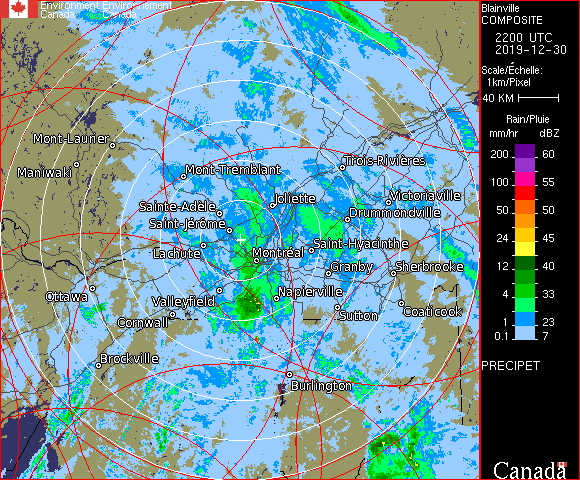 Environment Environnement
Canada Canada
Blainville
COMPOSITE
2200 UTC
2019-12-30
Scale/Échelle:
1km/Pixel
40 KM
Rain/Pluie
mm/hr dBZ
200 60
100 55
50 50
24 45
12 40
4 33
1 23
0.1 7
PRECIPET
Canada
Mont-Laurier
Maniwaki
Mont-Tremblant
Trois-Rivières
Joliette
Victoriaville
Sainte-Adèle
Drummondville
Saint-Jérôme
Lachute
Saint-Hyacinthe
Montréal
Granby
Sherbrooke
Ottawa
Valleyfield
Napierville
Cornwall
Sutton
Coaticook
Brockville
Burlington